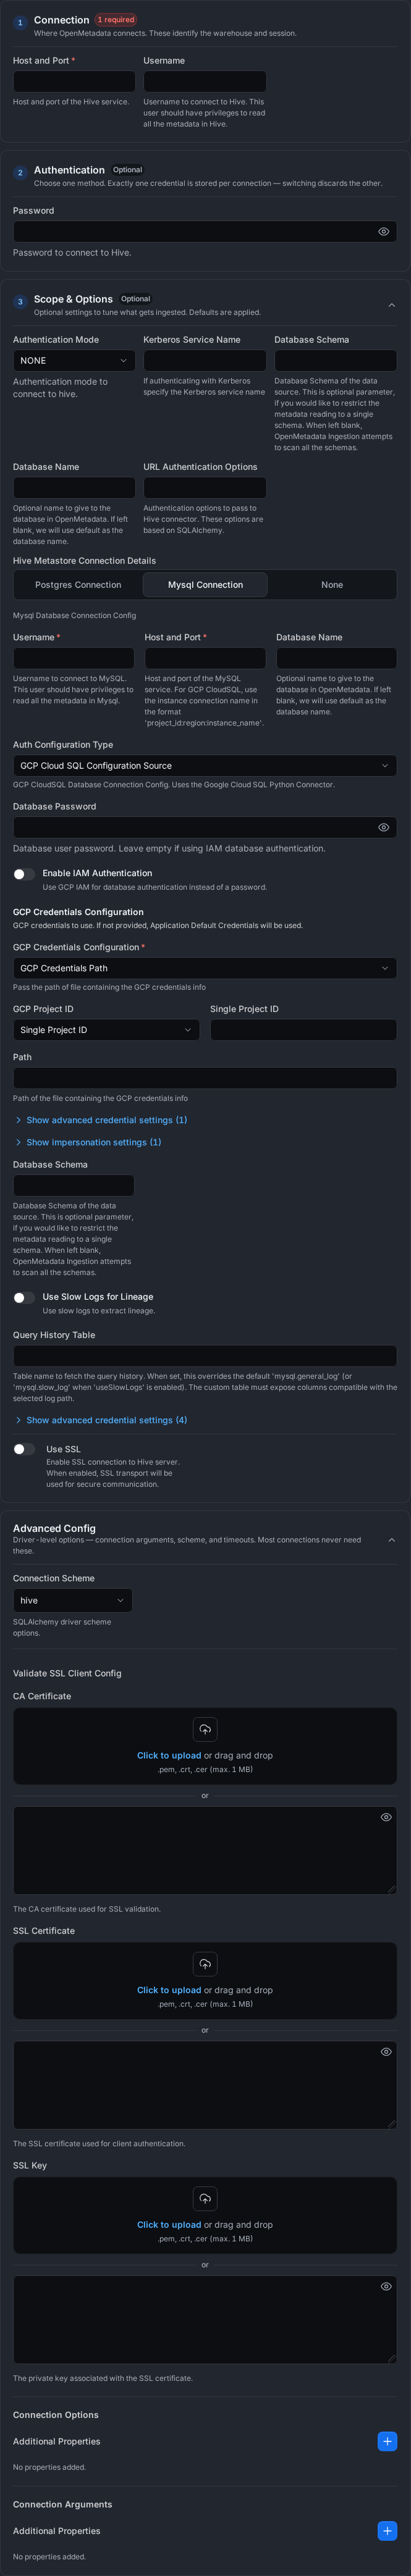 1
Connection
1 required
Where OpenMetadata connects. These identify the warehouse and session.
Host and Port *
Username
Host and port of the Hive service.
Username to connect to Hive. This
user should have privileges to read
all the metadata in Hive.
2
Authentication
Optional
Choose one method. Exactly one credential is stored per connection — switching discards the other.
Password
Password to connect to Hive.
3
Scope & Options
Optional
Optional settings to tune what gets ingested. Defaults are applied.
Authentication Mode
Kerberos Service Name
Database Schema
NONE
Authentication mode to
connect to hive.
If authenticating with Kerberos
specify the Kerberos service name
Database Schema of the data
source. This is optional parameter,
if you would like to restrict the
metadata reading to a single
schema. When left blank,
OpenMetadata Ingestion attempts
to scan all the schemas.
Database Name
URL Authentication Options
Optional name to give to the
database in OpenMetadata. If left
blank, we will use default as the
database name.
Authentication options to pass to
Hive connector. These options are
based on SQLAlchemy.
Hive Metastore Connection Details
Postgres Connection
Mysql Connection
None
Mysql Database Connection Config
Username *
Host and Port *
Database Name
Username to connect to MySQL.
This user should have privileges to
read all the metadata in Mysql.
Host and port of the MySQL
service. For GCP CloudSQL, use
the instance connection name in
the format
'project_id:region:instance_name'.
Optional name to give to the
database in OpenMetadata. If left
blank, we will use default as the
database name.
Auth Configuration Type
GCP Cloud SQL Configuration Source
GCP CloudSQL Database Connection Config. Uses the Google Cloud SQL Python Connector.
Database Password
Database user password. Leave empty if using IAM database authentication.
Enable IAM Authentication
Use GCP IAM for database authentication instead of a password.
GCP Credentials Configuration
GCP credentials to use. If not provided, Application Default Credentials will be used.
GCP Credentials Configuration *
GCP Credentials Path
Pass the path of file containing the GCP credentials info
GCP Project ID
Single Project ID
Single Project ID
Path
Path of the file containing the GCP credentials info
Show advanced credential settings (1)
Show impersonation settings (1)
Database Schema
Database Schema of the data
source. This is optional parameter,
if you would like to restrict the
metadata reading to a single
schema. When left blank,
OpenMetadata Ingestion attempts
to scan all the schemas.
Use Slow Logs for Lineage
Use slow logs to extract lineage.
Query History Table
Table name to fetch the query history. When set, this overrides the default 'mysql.general_log' (or
'mysql.slow_log' when 'useSlowLogs' is enabled). The custom table must expose columns compatible with the
selected log path.
Show advanced credential settings (4)
Use SSL
Enable SSL connection to Hive server.
When enabled, SSL transport will be
used for secure communication.
Advanced Config
Driver-level options — connection arguments, scheme, and timeouts. Most connections never need
these.
Connection Scheme
hive
SQLAlchemy driver scheme
options.
Validate SSL Client Config
CA Certificate
Click to upload or drag and drop
.pem, .crt, .cer (max. 1 MB)
or
The CA certificate used for SSL validation.
SSL Certificate
Click to upload or drag and drop
.pem, .crt, .cer (max. 1 MB)
or
The SSL certificate used for client authentication.
SSL Key
Click to upload or drag and drop
.pem, .crt, .cer (max. 1 MB)
or
The private key associated with the SSL certificate.
Connection Options
Additional Properties
No properties added.
Connection Arguments
Additional Properties
No properties added.